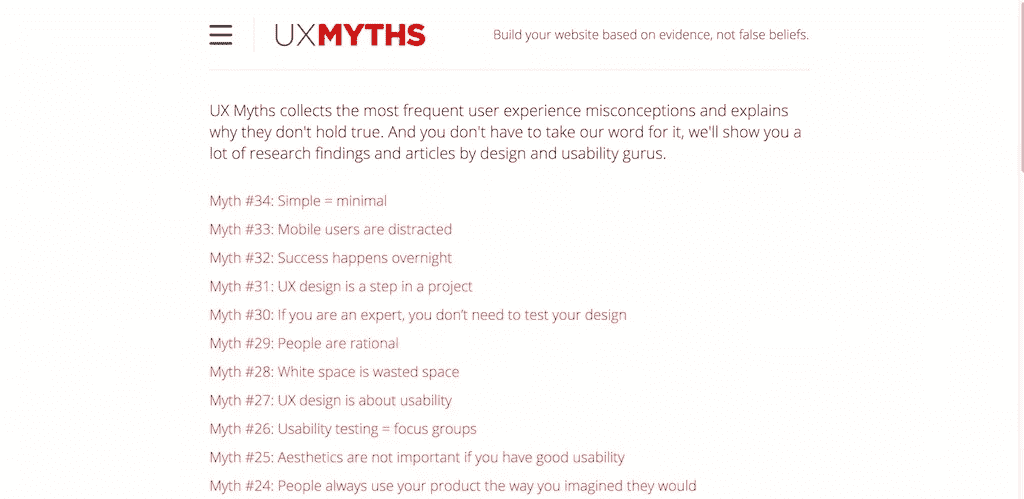 UXMYTHS
Build your website based on evidence, not false beliefs.
UX Myths collects the most frequent user experience misconceptions and explains
why they don't hold true. And you don't have to take our word for it, we'll show you a
lot of research findings and articles by design and usability gurus.
Myth #34: Simple = minimal
Myth #33: Mobile users are distracted
Myth #32: Success happens overnight
Myth #31: UX design is a step in a project
Myth #30: If you are an expert, you don’t need to test your design
Myth #29: People are rational
Myth #28: White space is wasted space
Myth #27: UX design is about usability
Myth #26: Usability testing = focus groups
Myth #25: Aesthetics are not important if you have good usability
Myth #24: People always use your product the way you imagined they would